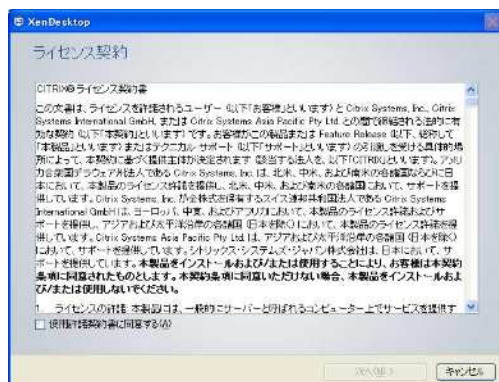 XenDesktop
ライセンス契約
CITRIX®ライセンス契約書
この文書は、ライセンスを許諾されるユーザー (以下「お客様」といいます) と Citrix Systems, Inc., Citrix
Systems International GmbH、または Citrix Systems Asia Pacific Pty Ltd. との間で締結される法的に有
効な契約 (以下「本契約」といいます) です。お客様がこの製品または Feature Release (以下、総称して
「本製品」といいます) またはテクニカル サポート (以下「サポート」といいます) の引渡しを受ける具体的場
所によって、本契約に基づく提供主体が決定されます (該当する法人を、以下「CITRIX」といいます)。アメリ
カ合衆国デラウェア州法人である Citrix Systems, Inc. は、北米、中米、および南米の各諸国ならびに日
本において、本製品のライセンス許諾を提供し、北米、中米、および南米の各諸国において、サポートを提
供しています。Citrix Systems, Inc. が全株式を保有するスイス連邦共和国法人である Citrix Systems
International GmbH は、ヨーロッパ、中東、およびアフリカにおいて、本製品のライセンス許諾およびサ
ポートを提供し、アジアおよび太平洋沿岸の各諸国 (日本を除く) において、本製品のライセンス許諾を提
供しています。Citrix Systems Asia Pacific Pty Ltd. は、アジアおよび太平洋沿岸の各諸国 (日本を除く)
において、サポートを提供しています。シトリックス・システムズ・ジャパン株式会社は、日本において、サ
ポートを提供しています。本製品をインストールおよび/または使用することにより、お客様は本契約
条項に同意されたものとします。本契約条項に同意いただけない場合、本製品をインストールおよ
び/または使用しないでください。
1. ライセンスの許諾 本製品には、一般的にサーバーと呼ばれるコンピューター上でサービスを提供す
使用許諾契約書に同意する(A)
次へ(N) >
キャンセル